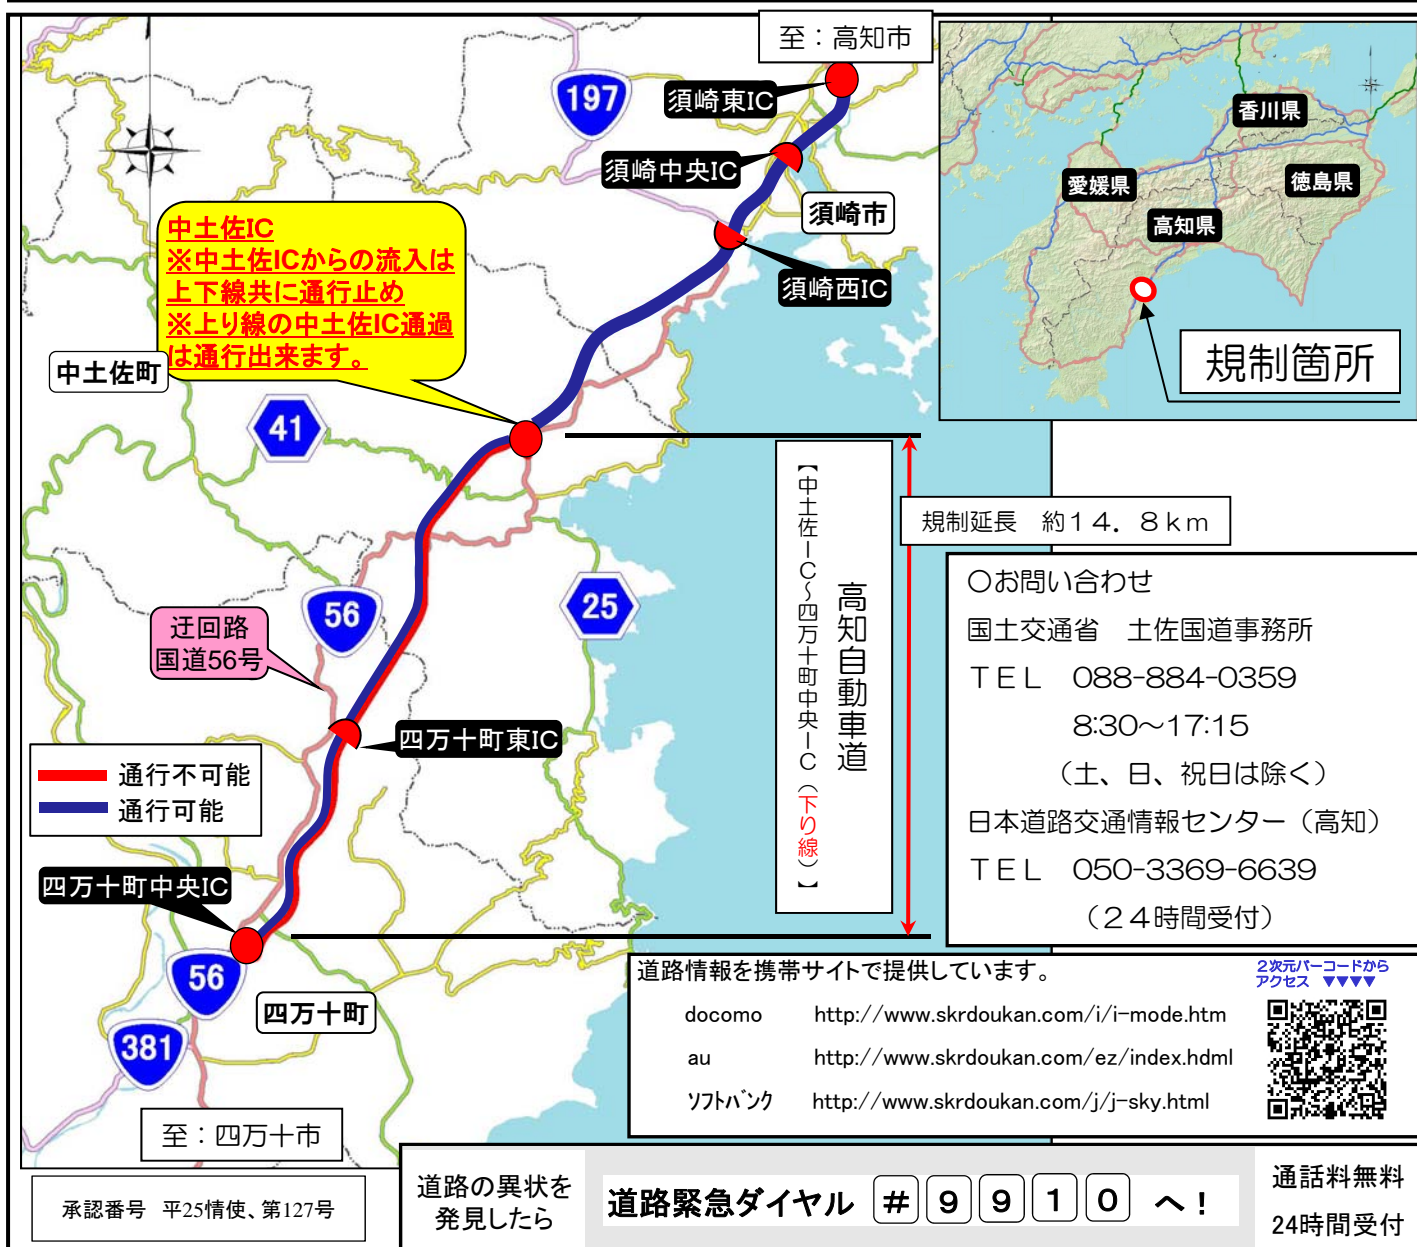 至：高知市
197
須崎東IC
須崎中央IC
須崎市
須崎西IC
中土佐IC
※中土佐ICからの流入は
上下線共に通行止め
※上り線の中土佐IC通過
は通行出来ます。
中土佐町
41
香川県
愛媛県
徳島県
高知県
規制箇所
高知自動車道
【中土佐IC～四万十町中央IC（下り線）】
規制延長　約１４．８ｋｍ
56
25
迂回路
国道56号
四万十町東IC
通行不可能
通行可能
四万十町中央IC
56
四万十町
381
至：四万十市
〇お問い合わせ
国土交通省　土佐国道事務所
ＴＥＬ　088-884-0359
8:30～17:15
（土、日、祝日は除く）
日本道路交通情報センター（高知）
ＴＥＬ　050-3369-6639
（２４時間受付）
道路情報を携帯サイトで提供しています。
2次元バーコードから
アクセス ▼▼▼▼
docomo http://www.skrdoukan.com/i/i-mode.htm
au http://www.skrdoukan.com/ez/index.hdml
ｿﾌﾄﾊﾞﾝｸ http://www.skrdoukan.com/j/j-sky.html
承認番号 平25情使、第127号
道路の異状を
発見したら
道路緊急ダイヤル ＃ ９ ９ １ ０ へ！
通話料無料
24時間受付